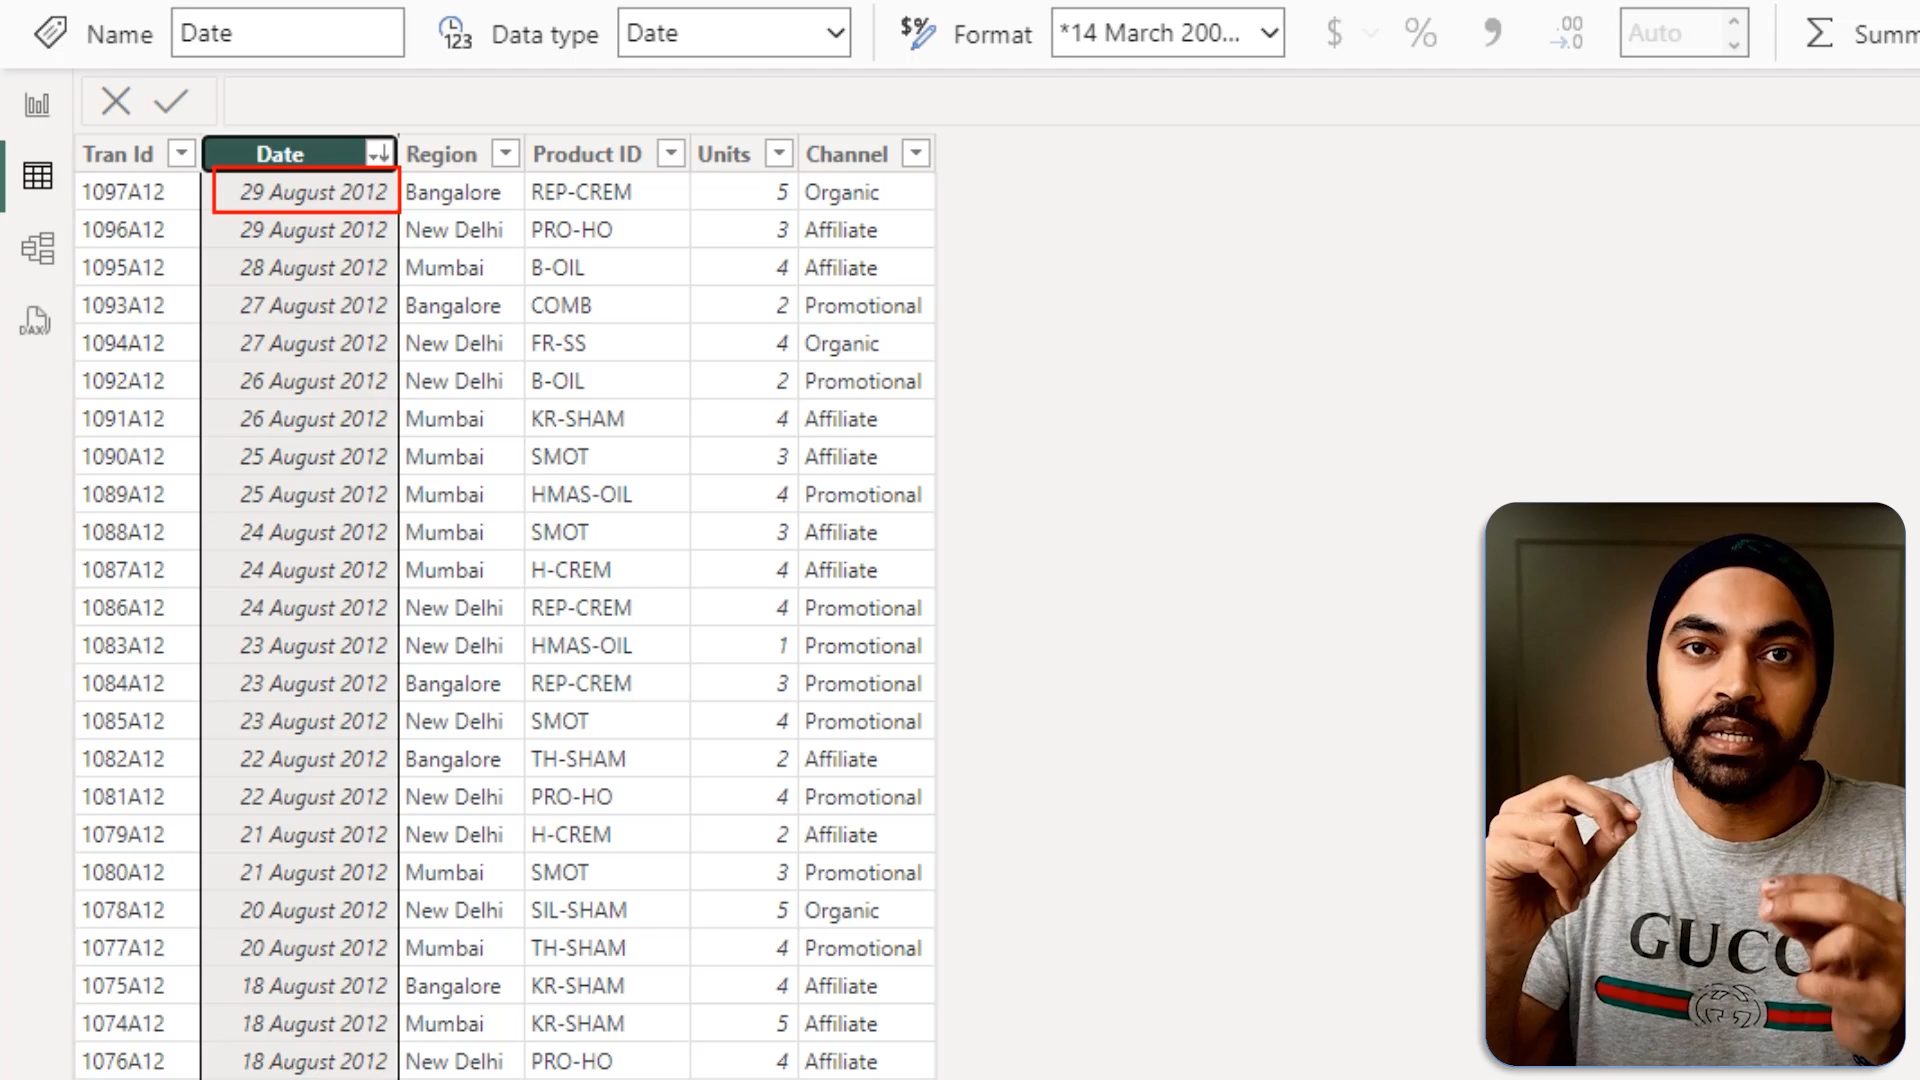 Name Date 123 Data type Date $% Format *14 March 200... $ % .00 .0 Auto Σ Summ
Tran Id Date Region Product ID Units Channel
1097A12 29 August 2012 Bangalore REP-CREM 5 Organic
1096A12 29 August 2012 New Delhi PRO-HO 3 Affiliate
1095A12 28 August 2012 Mumbai B-OIL 4 Affiliate
1093A12 27 August 2012 Bangalore COMB 2 Promotional
1094A12 27 August 2012 New Delhi FR-SS 4 Organic
1092A12 26 August 2012 New Delhi B-OIL 2 Promotional
1091A12 26 August 2012 Mumbai KR-SHAM 4 Affiliate
1090A12 25 August 2012 Mumbai SMOT 3 Affiliate
1089A12 25 August 2012 Mumbai HMAS-OIL 4 Promotional
1088A12 24 August 2012 Mumbai SMOT 3 Affiliate
1087A12 24 August 2012 Mumbai H-CREM 4 Affiliate
1086A12 24 August 2012 New Delhi REP-CREM 4 Promotional
1083A12 23 August 2012 New Delhi HMAS-OIL 1 Promotional
1084A12 23 August 2012 Bangalore REP-CREM 3 Promotional
1085A12 23 August 2012 New Delhi SMOT 4 Promotional
1082A12 22 August 2012 Bangalore TH-SHAM 2 Affiliate
1081A12 22 August 2012 New Delhi PRO-HO 4 Promotional
1079A12 21 August 2012 New Delhi H-CREM 2 Affiliate
1080A12 21 August 2012 Mumbai SMOT 3 Promotional
1078A12 20 August 2012 New Delhi SIL-SHAM 5 Organic
1077A12 20 August 2012 Mumbai TH-SHAM 4 Promotional
1075A12 18 August 2012 Bangalore KR-SHAM 4 Affiliate
1074A12 18 August 2012 Mumbai KR-SHAM 5 Affiliate
1076A12 18 August 2012 New Delhi PRO-HO 4 Affiliate
DAX
GUCC